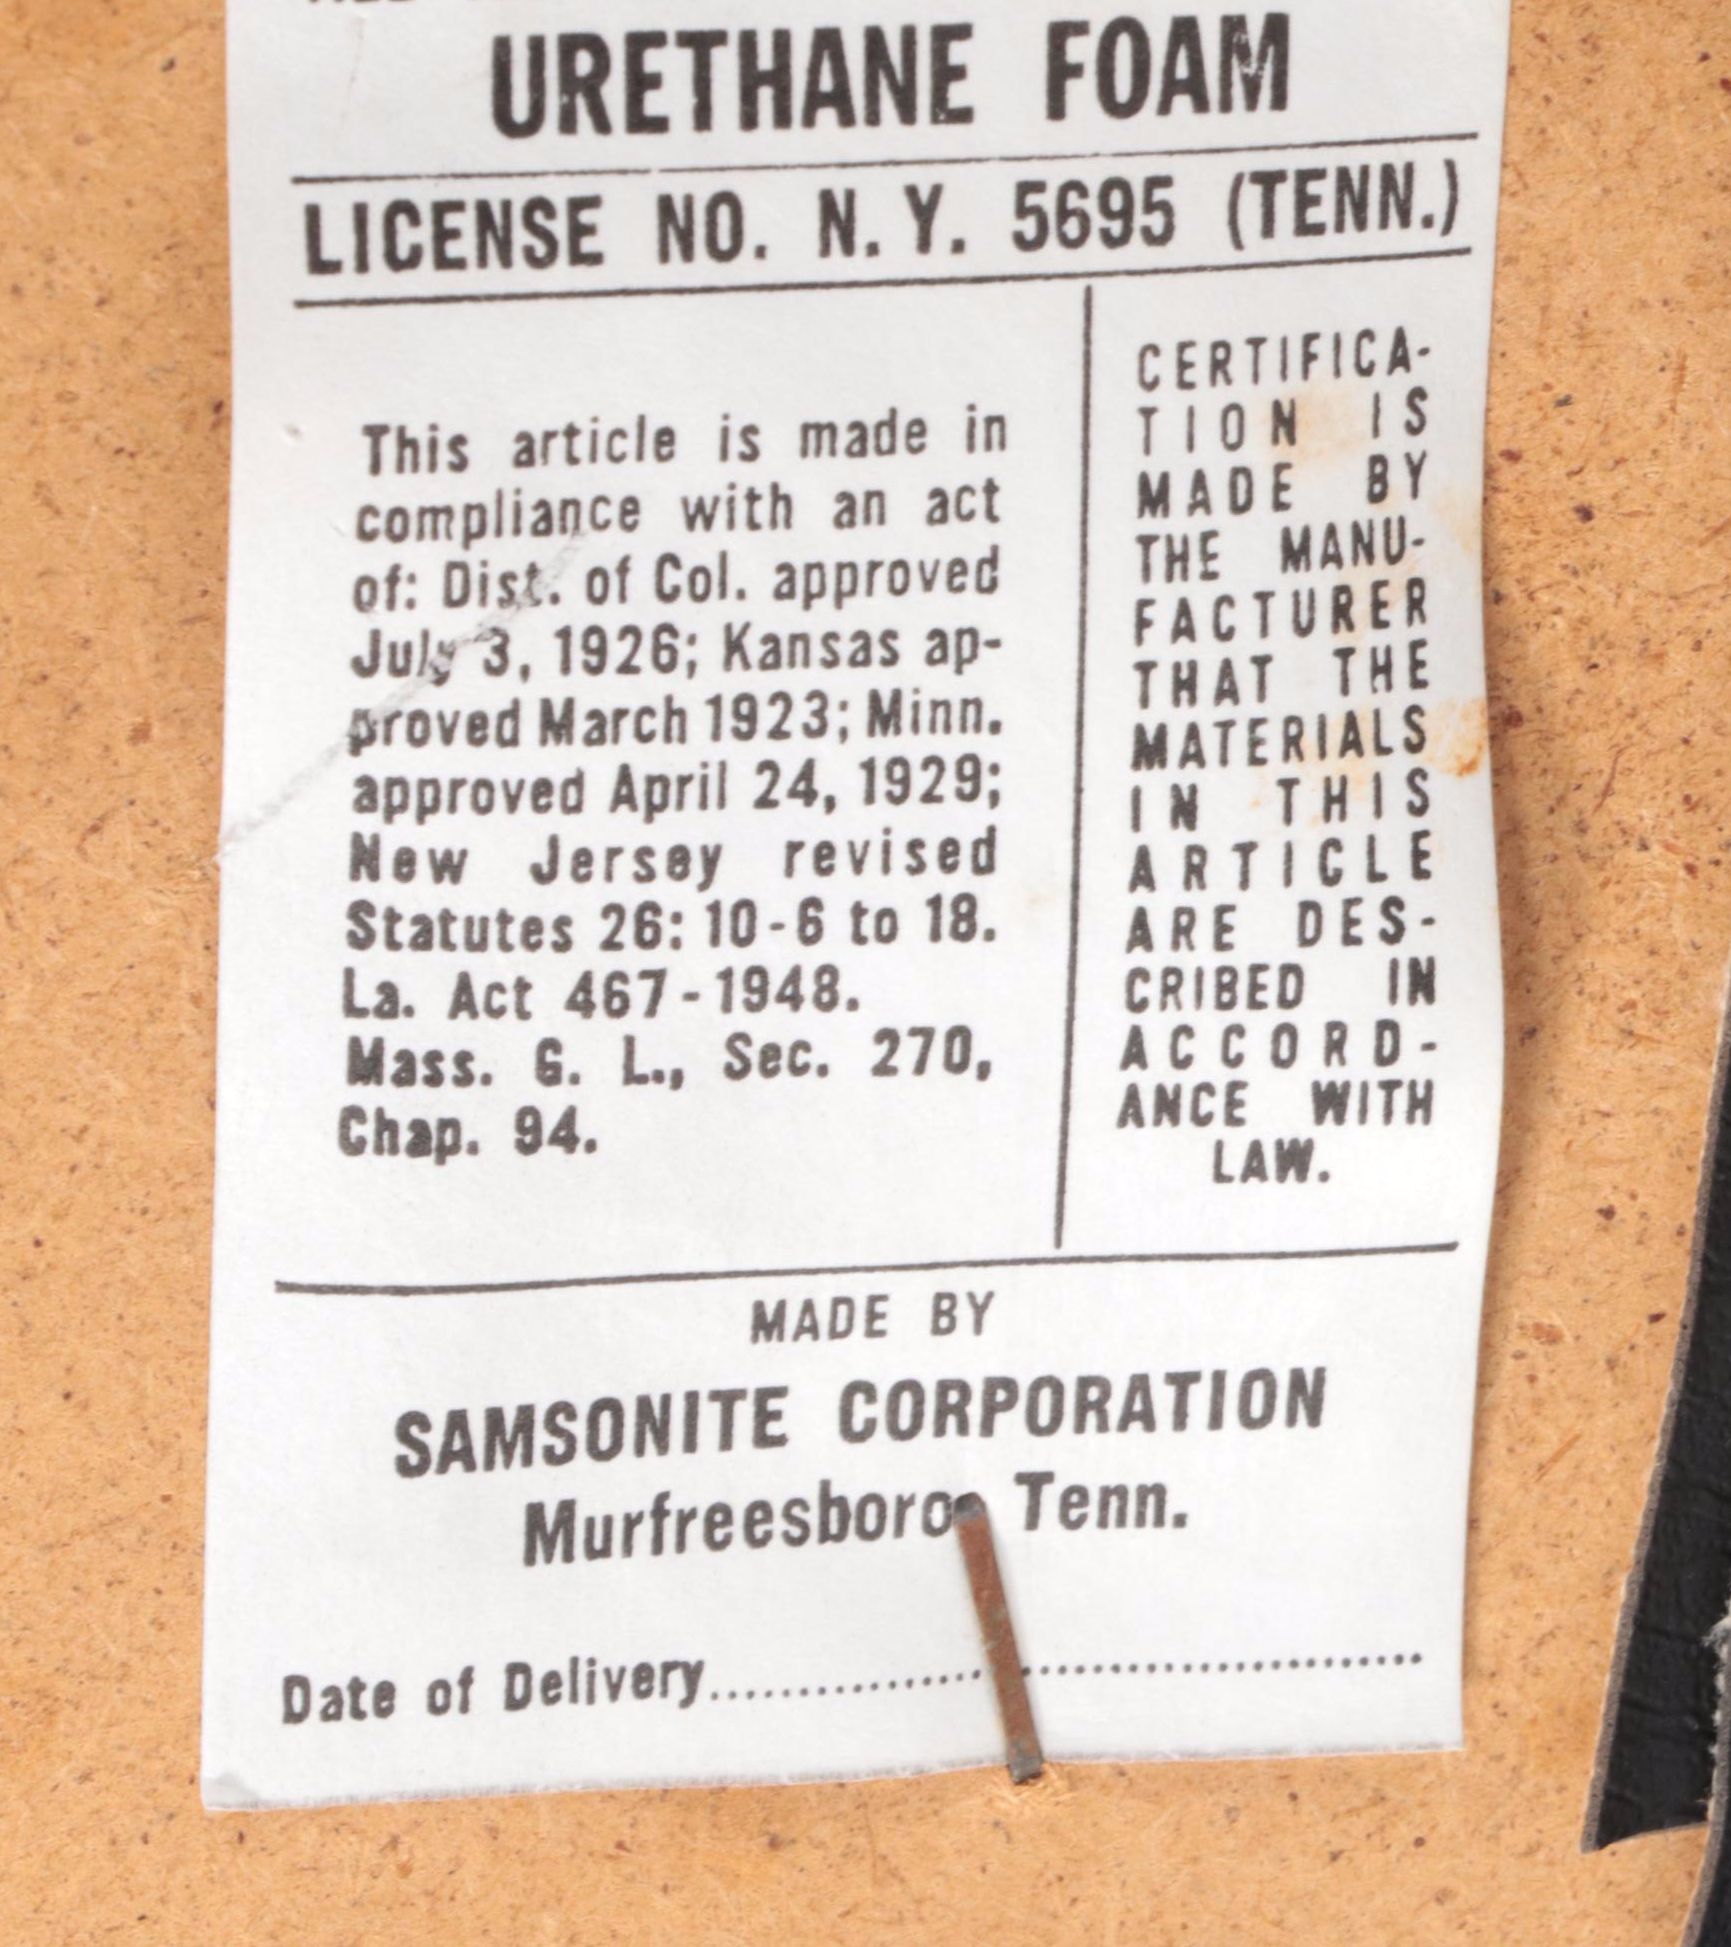 URETHANE FOAM
LICENSE NO. N.Y. 5695 (TENN.)
This article is made in
compliance with an act
of: Dist. of Col. approved
July 3, 1926; Kansas ap-
proved March 1923; Minn.
approved April 24, 1929;
New Jersey revised
Statutes 26: 10-6 to 18.
La. Act 467-1948.
Mass. G. L., Sec. 270,
Chap. 94.
CERTIFICA-
TION IS
MADE BY
THE MANU-
FACTURER
THAT THE
MATERIALS
IN THIS
ARTICLE
ARE DES-
CRIBED IN
ACCORD-
ANCE WITH
LAW.
MADE BY
SAMSONITE CORPORATION
Murfreesboro Tenn.
Date of Delivery..........................................